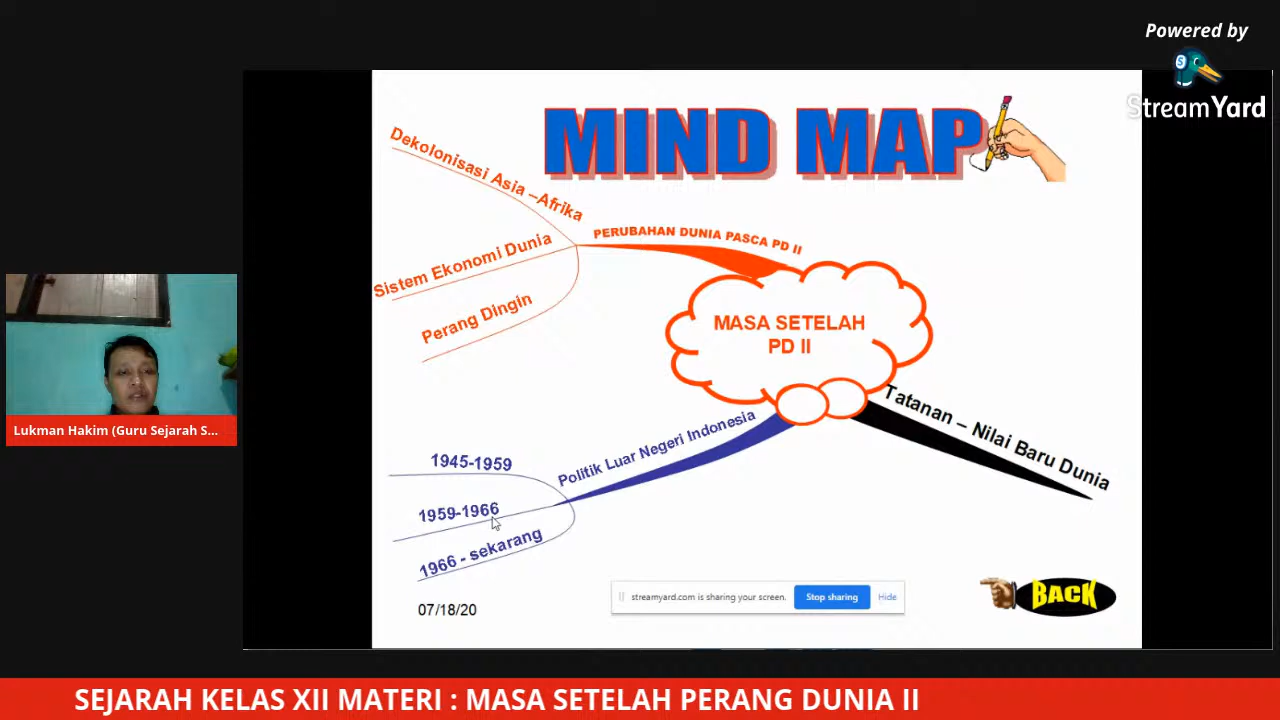 Powered by
StreamYard
MIND MAP
Dekolonisasi Asia –Afrika
PERUBAHAN DUNIA PASCA PD II
Sistem Ekonomi Dunia
Perang Dingin
MASA SETELAH
PD II
Tatanan – Nilai Baru Dunia
Politik Luar Negeri Indonesia
1945-1959
1959-1966
1966 - sekarang
Lukman Hakim (Guru Sejarah S...
streamyard.com is sharing your screen.
Stop sharing
Hide
BACK
07/18/20
SEJARAH KELAS XII MATERI : MASA SETELAH PERANG DUNIA II